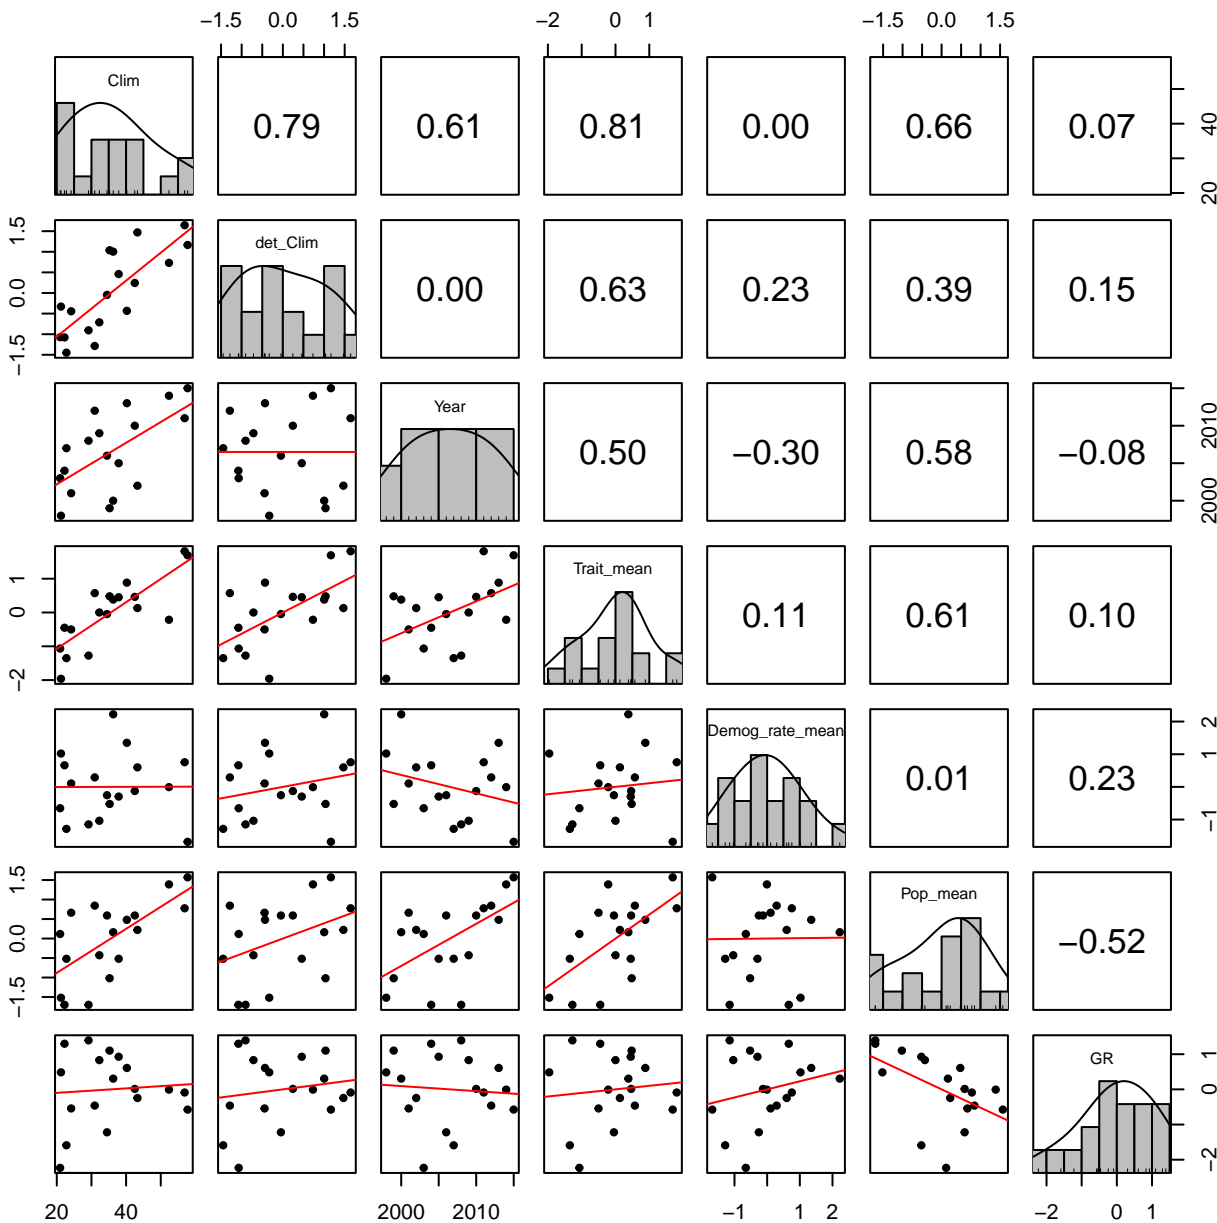 −1.5 0.0 1.5 −2 0 1 −1.5 0.0 1.5
Clim
0.79 0.61 0.81 0.00 0.66 0.07
20 40
−1.5 0.0 1.5
det_Clim
0.00 0.63 0.23 0.39 0.15
Year
0.50 −0.30 0.58 −0.08
2000 2010
−2 0 1
Trait_mean
0.11 0.61 0.10
Demog_rate_mean
0.01 0.23
−1 1 2
−1.5 0.0 1.5
Pop_mean
−0.52
GR
−2 0 1
20 40 2000 2010 −1 1 2 −2 0 1